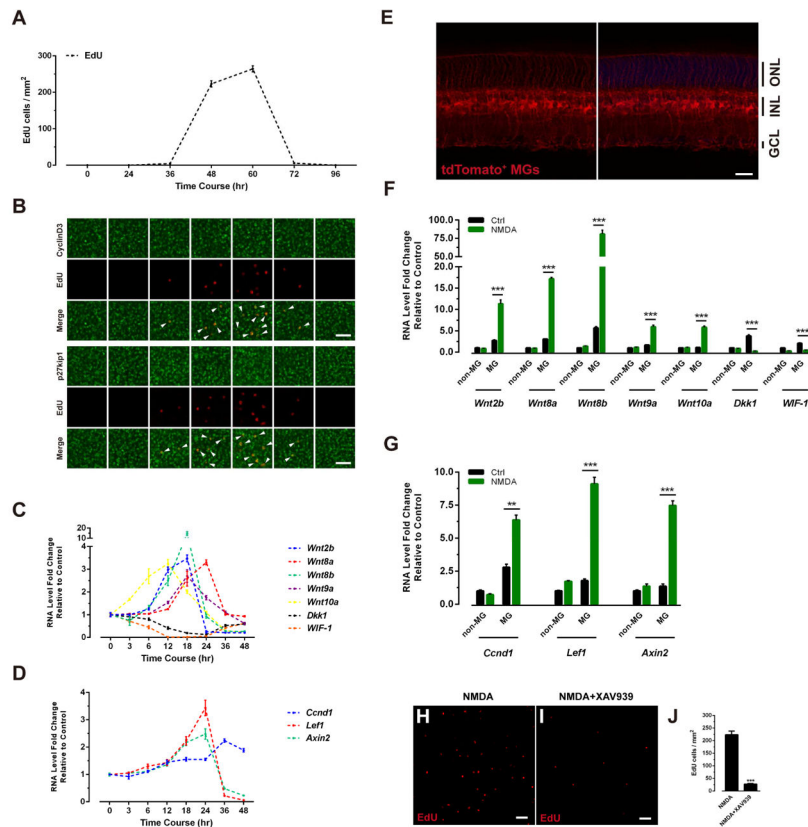 A
EdU
EdU cells / mm²
300
200
100
0
0 24 36 48 60 72 96
Time Course (hr)
B
CyclinD3
EdU
Merge
p27kip1
EdU
Merge
C
RNA Level Fold Change
Relative to Control
20
10
4
3
2
1
0
0 3 6 12 18 24 36 48
Time Course (hr)
Wnt2b
Wnt8a
Wnt8b
Wnt9a
Wnt10a
Dkk1
WIF-1
D
RNA Level Fold Change
Relative to Control
4
3
2
1
0
0 3 6 12 18 24 36 48
Time Course (hr)
Ccnd1
Lef1
Axin2
E
tdTomato⁺ MGs
ONL
INL
GCL
F
Ctrl
NMDA
RNA Level Fold Change
Relative to Control
100.0
75.0
50.0
20.0
15.0
10.0
5.0
0.0
*** *** *** *** *** *** ***
non-MG MG non-MG MG non-MG MG non-MG MG non-MG MG non-MG MG non-MG MG
Wnt2b Wnt8a Wnt8b Wnt9a Wnt10a Dkk1 WIF-1
G
Ctrl
NMDA
RNA Level Fold Change
Relative to Control
10.0
7.5
5.0
2.5
0.0
** *** ***
non-MG MG non-MG MG non-MG MG
Ccnd1 Lef1 Axin2
NMDA
H
EdU
NMDA+XAV939
I
EdU
J
EdU cells / mm²
300
250
200
150
100
50
0
***
NMDA
NMDA+XAV939